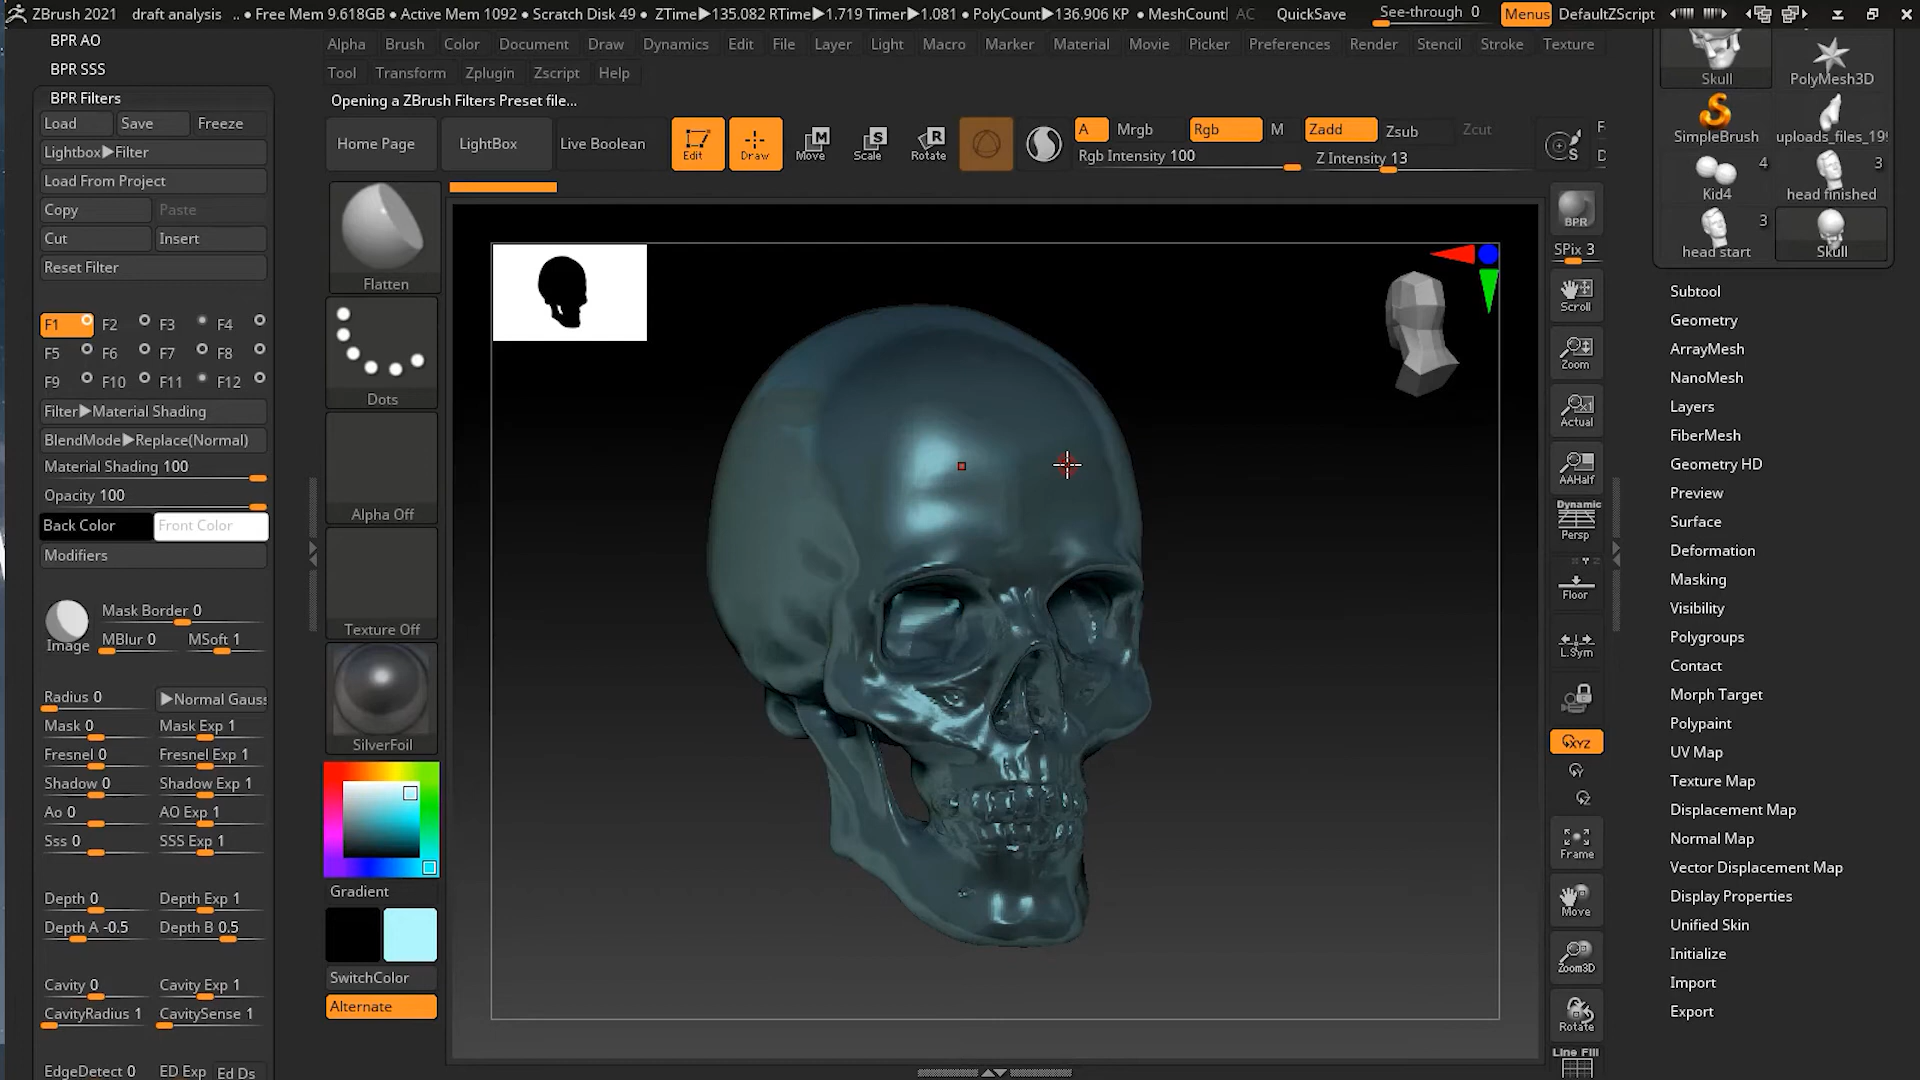 ZBrush 2021 draft analysis .. • Free Mem 9.618GB • Active Mem 1092 • Scratch Disk 49 • ZTime▶135.082 RTime▶1.719 Timer▶1.081 • PolyCount▶136.906 KP • MeshCount AC QuickSave See-through 0 Menus DefaultZScript
BPR AO
BPR SSS
BPR Filters
Load Save Freeze
Lightbox▶Filter
Load From Project
Copy Paste
Cut Insert
Reset Filter
F1 F2 F3 F4
F5 F6 F7 F8
F9 F10 F11 F12
Filter▶Material Shading
BlendMode▶Replace(Normal)
Material Shading 100
Opacity 100
Back Color Front Color
Modifiers
Mask Border 0
Image MBlur 0 MSoft 1
Radius 0 ▶Normal Gauss
Mask 0 Mask Exp 1
Fresnel 0 Fresnel Exp 1
Shadow 0 Shadow Exp 1
Ao 0 AO Exp 1
Sss 0 SSS Exp 1
Depth 0 Depth Exp 1
Depth A -0.5 Depth B 0.5
Cavity 0 Cavity Exp 1
CavityRadius 1 CavitySense 1
EdgeDetect 0 ED Exp Ed Ds
Alpha Brush Color Document Draw Dynamics Edit File Layer Light Macro Marker Material Movie Picker Preferences Render Stencil Stroke Texture
Tool Transform Zplugin Zscript Help
Opening a ZBrush Filters Preset file...
Home Page LightBox Live Boolean Edit Draw Move Scale Rotate
A Mrgb Rgb M Zadd Zsub Zcut
Rgb Intensity 100 Z Intensity 13
S F
D
Flatten
Dots
Alpha Off
Texture Off
SilverFoil
Gradient
SwitchColor
Alternate
BPR
SPix 3
Scroll
Zoom
Actual
AAHalf
Dynamic
Persp
Floor
L.Sym
XYZ
Y
Z
Frame
Move
Zoom3D
Rotate
Line Fill
Skull PolyMesh3D
SimpleBrush uploads_files_199
4 3
Kid4 head finished
3
head start Skull
Subtool
Geometry
ArrayMesh
NanoMesh
Layers
FiberMesh
Geometry HD
Preview
Surface
Deformation
Masking
Visibility
Polygroups
Contact
Morph Target
Polypaint
UV Map
Texture Map
Displacement Map
Normal Map
Vector Displacement Map
Display Properties
Unified Skin
Initialize
Import
Export